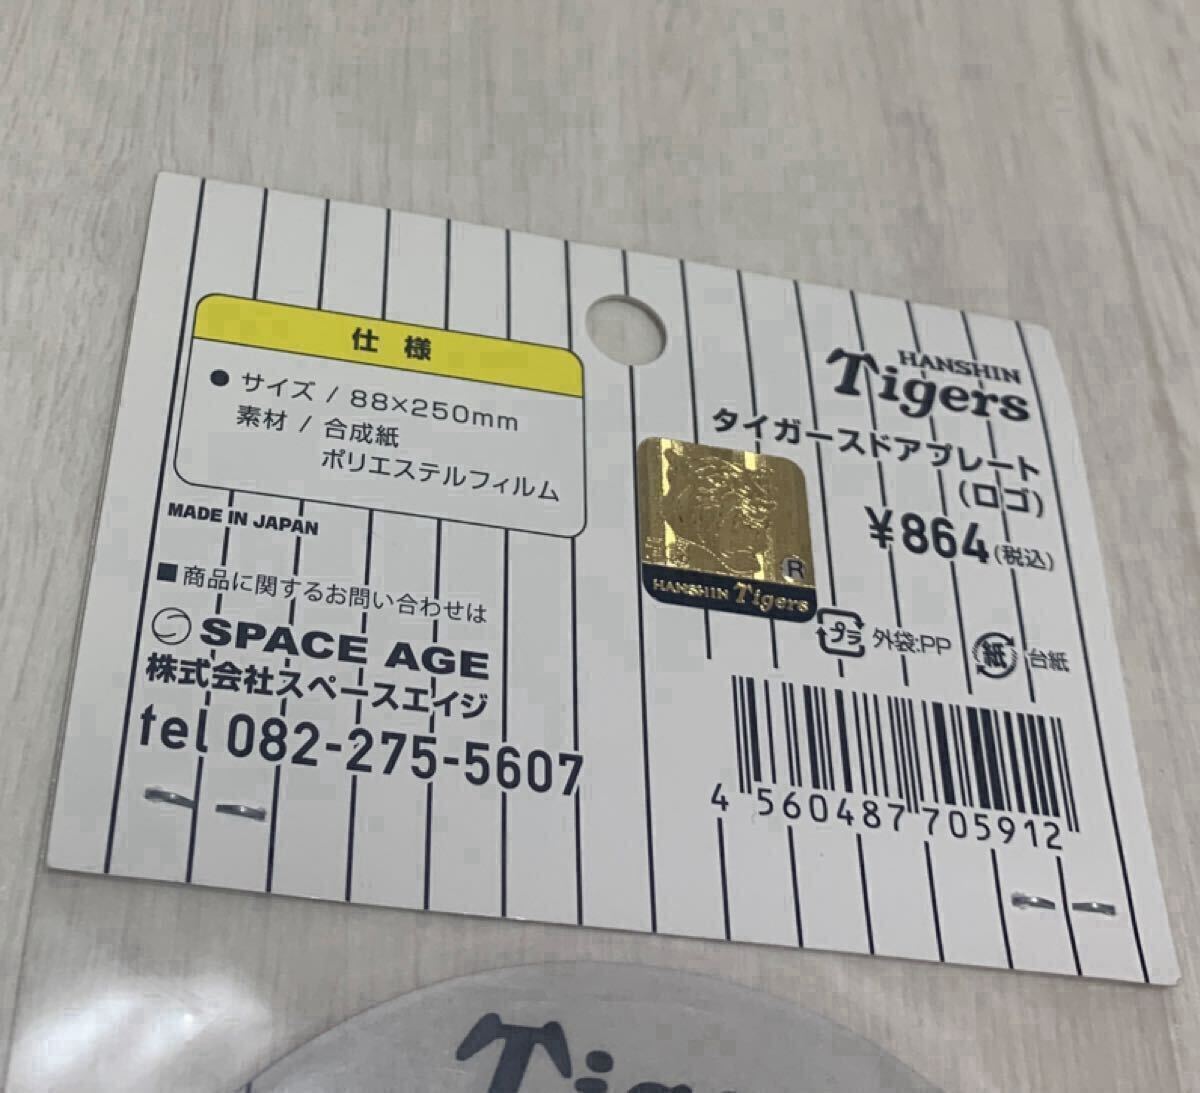 仕様
● サイズ / 88×250mm
素材 / 合成紙
ポリエステルフィルム
MADE IN JAPAN
■商品に関するお問い合わせは
SPACE AGE
株式会社スペースエイジ
tel 082-275-5607
HANSHIN
Tigers
タイガースドアプレート
(ロゴ)
¥864(税込)
R
HANSHIN Tigers
プラ 外袋:PP 紙 台紙
4 560487 705912
Tig